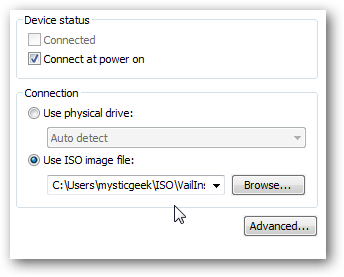 Device status
Connected
Connect at power on
Connection
Use physical drive:
Auto detect
Use ISO image file:
C:\Users\mysticgeek\ISO\VailIns
Browse...
Advanced...